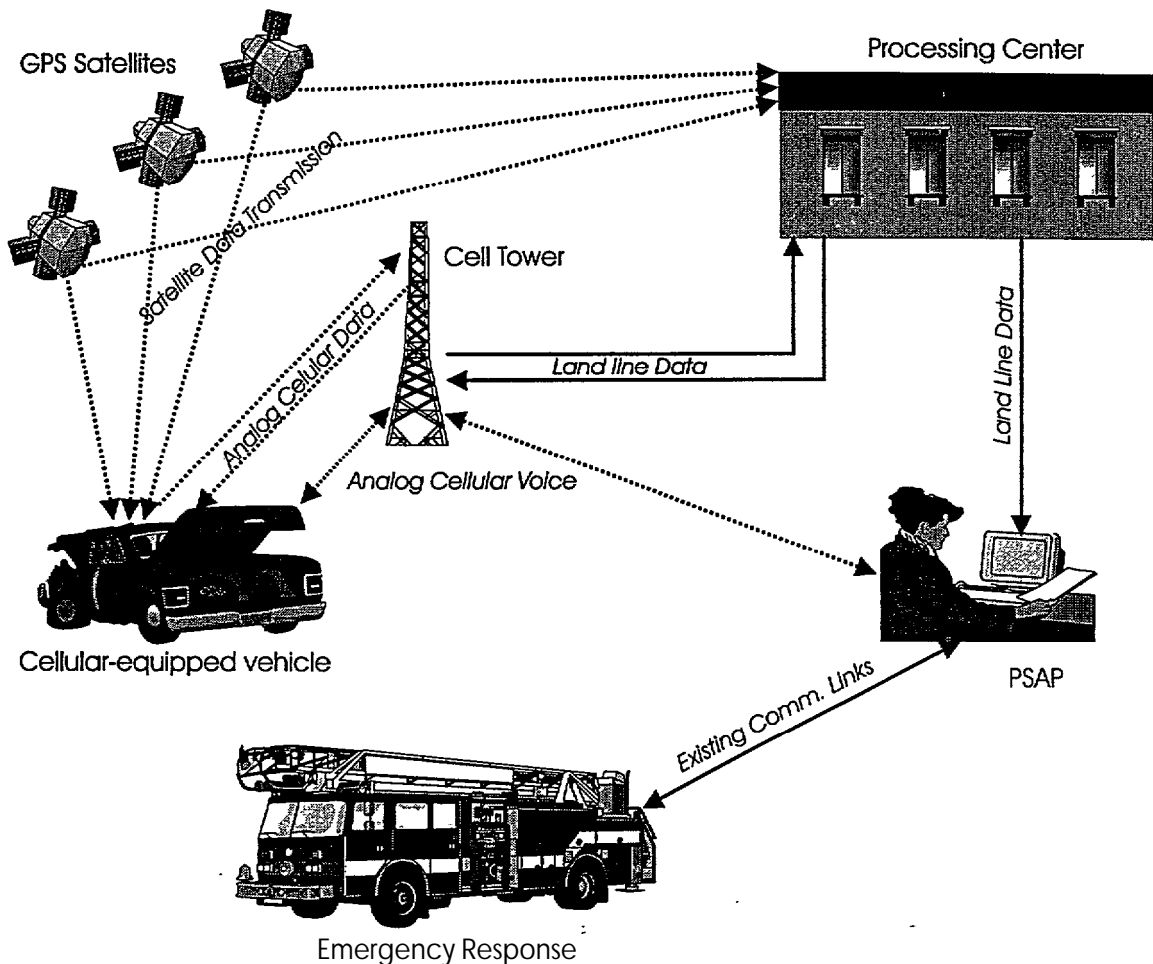 GPS Satellites
Processing Center
Satellite Data Transmission
Cell Tower
Analog Celular Data
Land line Data
Land Line Data
Analog Cellular Voice
Cellular-equipped vehicle
PSAP
Existing Comm. Links
Emergency Response